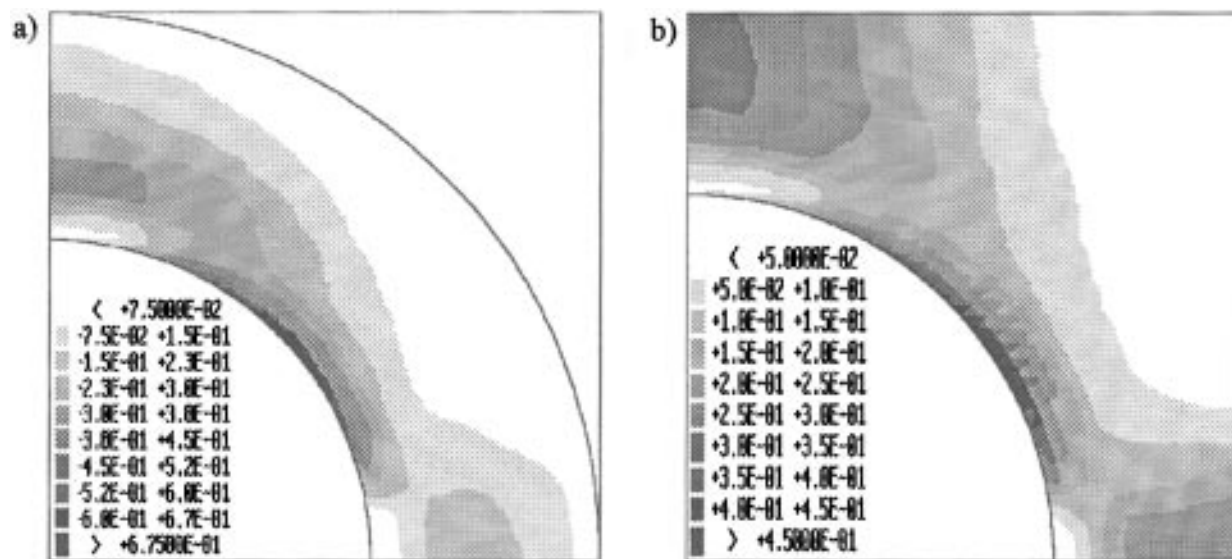 a)
< +7.5000E-02
+7.5E-02 +1.5E-01
+1.5E-01 +2.3E-01
+2.3E-01 +3.0E-01
+3.0E-01 +3.8E-01
+3.8E-01 +4.5E-01
+4.5E-01 +5.2E-01
+5.2E-01 +6.0E-01
+6.0E-01 +6.7E-01
> +6.7500E-01
b)
< +5.0000E-02
+5.0E-02 +1.0E-01
+1.0E-01 +1.5E-01
+1.5E-01 +2.0E-01
+2.0E-01 +2.5E-01
+2.5E-01 +3.0E-01
+3.0E-01 +3.5E-01
+3.5E-01 +4.0E-01
+4.0E-01 +4.5E-01
> +4.5000E-01